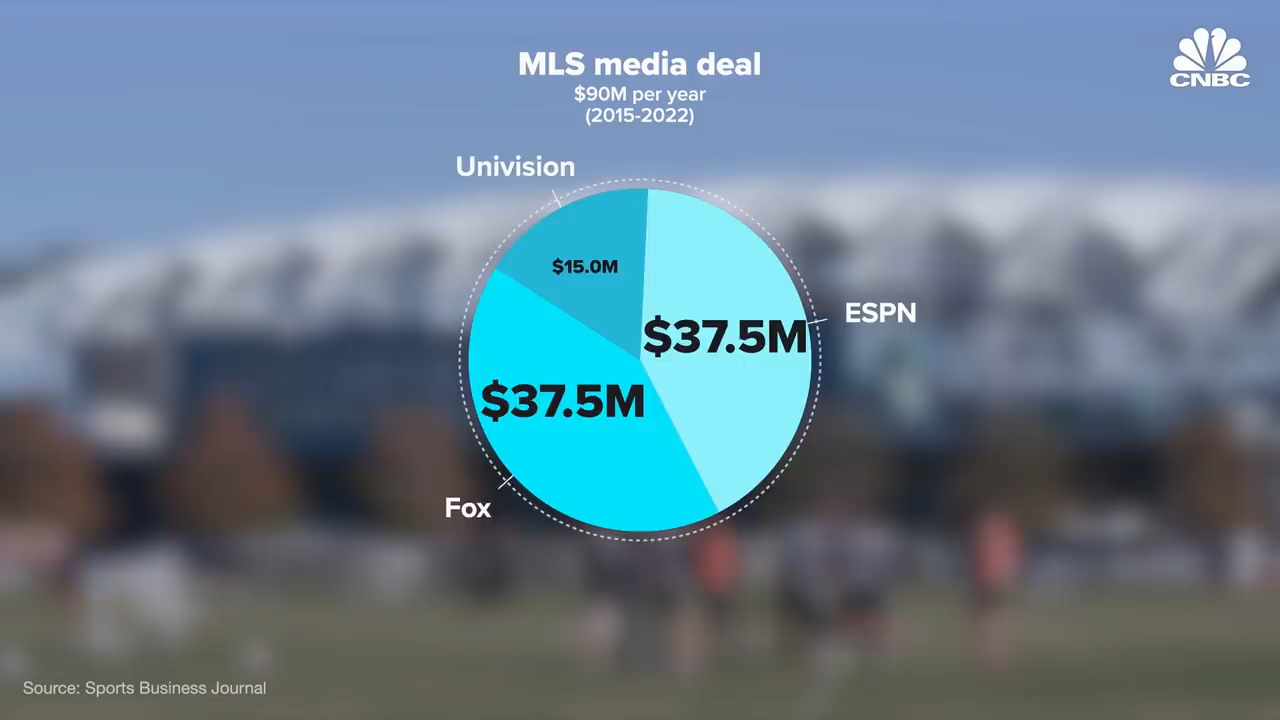 MLS media deal
$90M per year
(2015-2022)
CNBC
Univision
$15.0M
ESPN
$37.5M
$37.5M
Fox
Source: Sports Business Journal